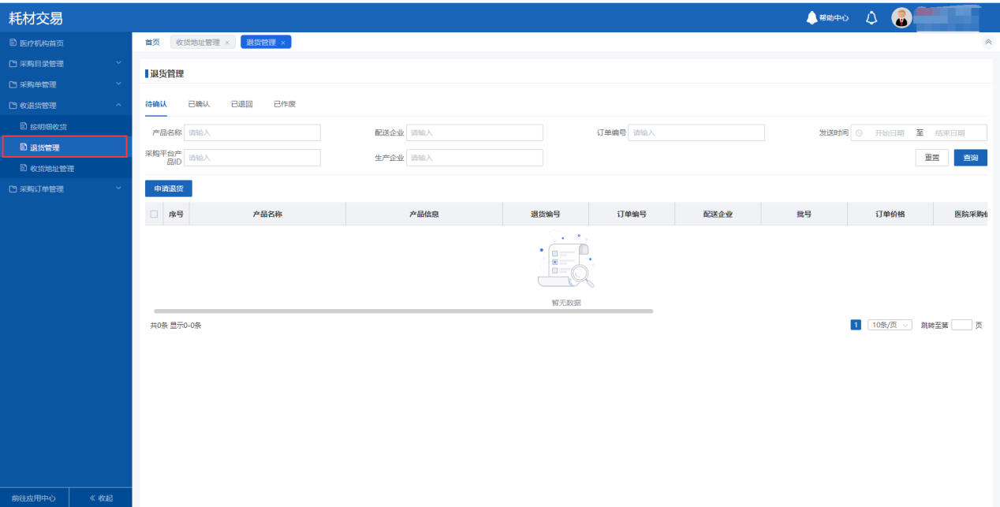 耗材交易
帮助中心
医疗机构首页
采购目录管理
采购单管理
收退货管理
按明细收货
退货管理
收货地址管理
采购订单管理
前往应用中心
收起
首页 收货地址管理 × 退货管理 ×
退货管理
待确认 已确认 已退回 已作废
产品名称 请输入 配送企业 请输入 订单编号 请输入 发送时间 开始日期 至 结束日期
采购平台产
品ID 请输入 生产企业 请输入 重置 查询
申请退货
序号 产品名称 产品信息 退货编号 订单编号 配送企业 批号 订单价格 医院采购价
暂无数据
共0条 显示0-0条 1 10条/页 跳转至第 页